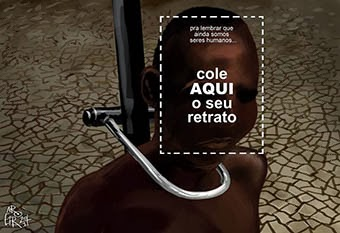 pra lembrar que
ainda somos
seres humanos...
cole
AQUI
o seu
retrato